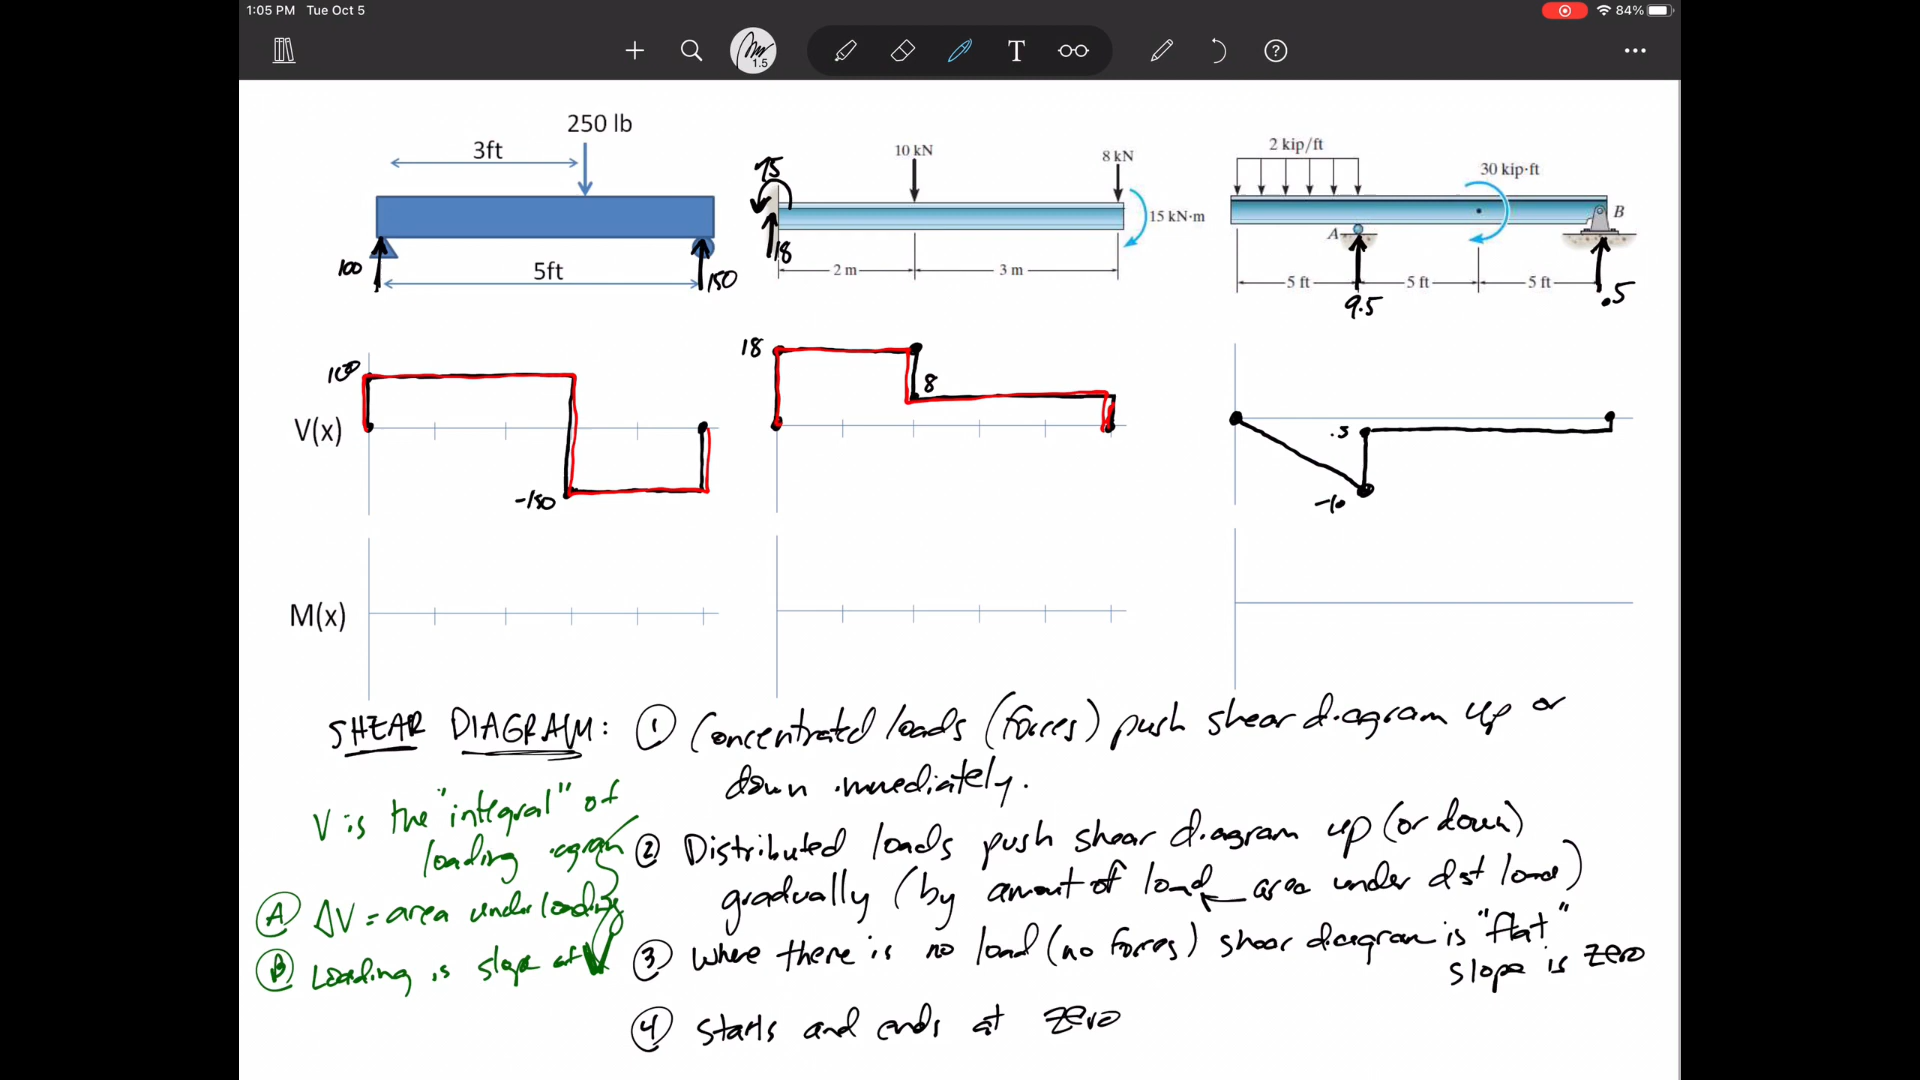 1:05 PM Tue Oct 5
84%
1.5
T
?
250 lb
3ft
5ft
100
150
75
18
10 kN
8 kN
15 kN·m
2 m
3 m
2 kip/ft
30 kip·ft
A
B
5 ft
5 ft
5 ft
9.5
.5
V(x)
100
-150
18
8
.5
-10
M(x)
SHEAR DIAGRAM: ① Concentrated loads (forces) push shear diagram up or
down immediately.
② Distributed loads push shear diagram up (or down)
gradually (by amount of load ← area under dist load)
③ where there is no load (no forces) shear diagram is "flat"
slope is zero
④ starts and ends at zero
V is the "integral" of
loading
Ⓐ ΔV = area under loading
Ⓑ Loading is slope of V